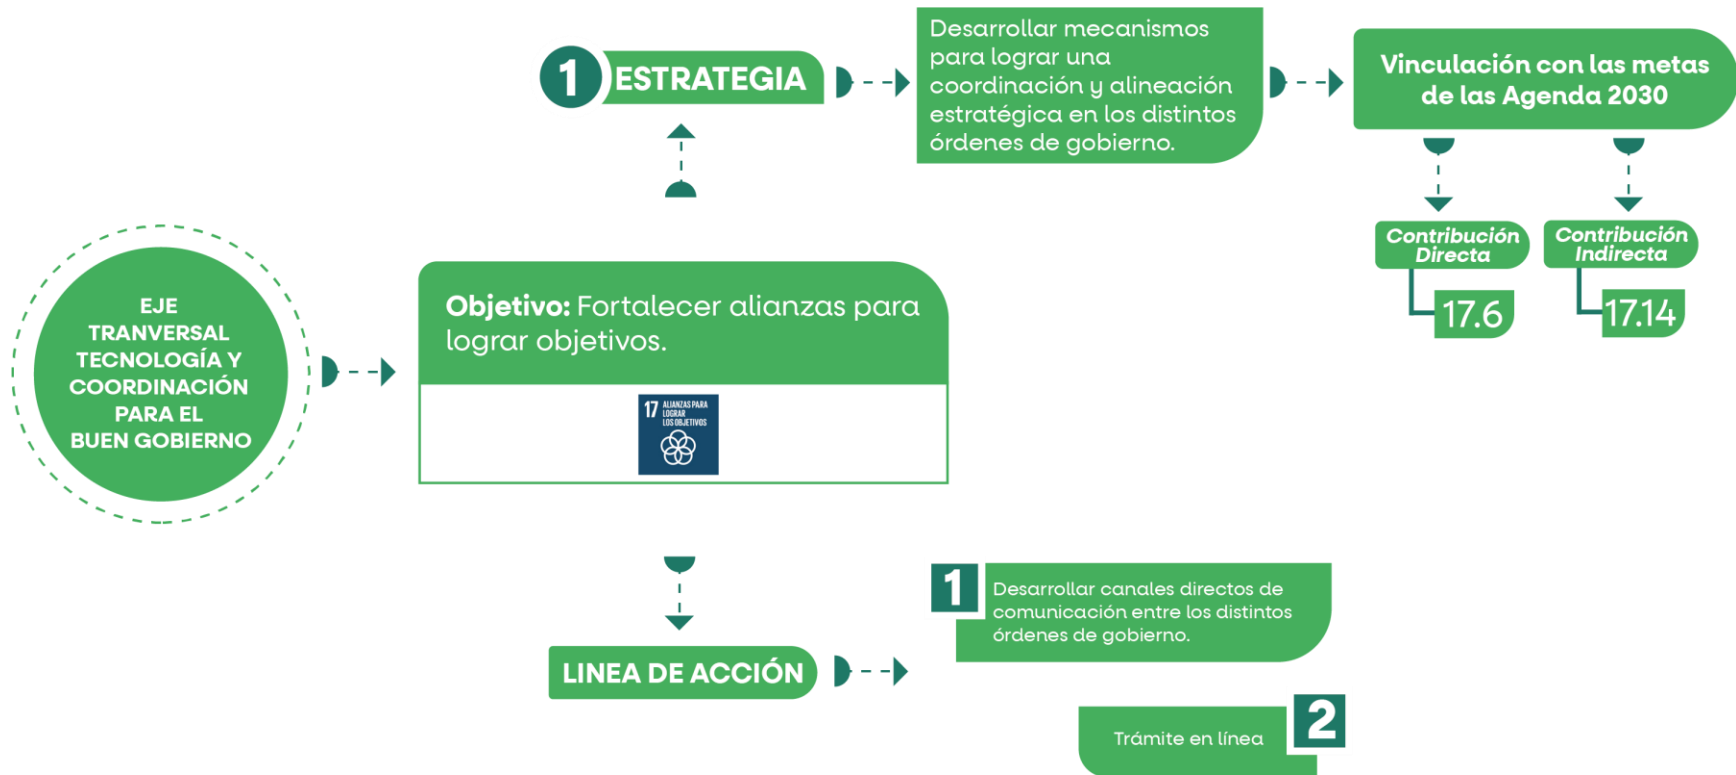 EJE
TRANVERSAL
TECNOLOGÍA Y
COORDINACIÓN
PARA EL
BUEN GOBIERNO
1 ESTRATEGIA
Desarrollar mecanismos
para lograr una
coordinación y alineación
estratégica en los distintos
órdenes de gobierno.
Vinculación con las metas
de las Agenda 2030
Contribución
Directa
17.6
Contribución
Indirecta
17.14
Objetivo: Fortalecer alianzas para
lograr objetivos.
17 ALIANZAS PARA
LOGRAR
LOS OBJETIVOS
LINEA DE ACCIÓN
1
Desarrollar canales directos de
comunicación entre los distintos
órdenes de gobierno.
2
Trámite en línea